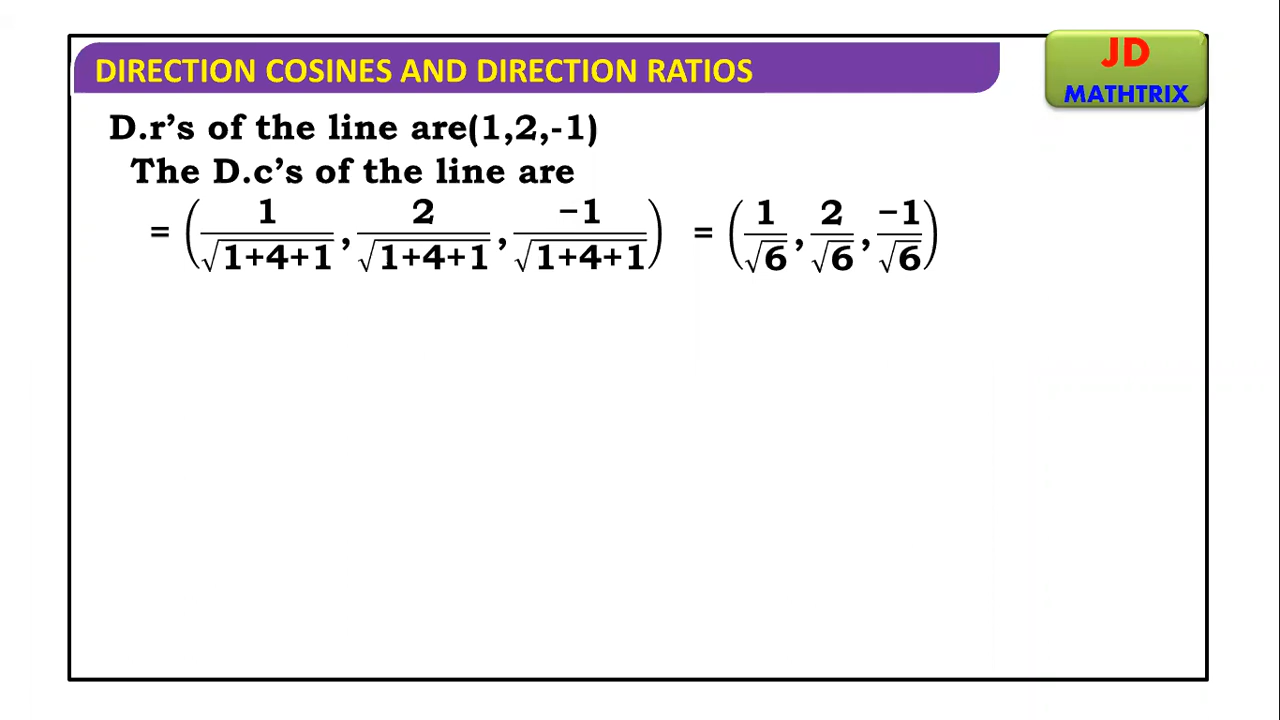 DIRECTION COSINES AND DIRECTION RATIOS
JD
MATHTRIX
D.r’s of the line are(1,2,-1)
The D.c’s of the line are
= (1/√1+4+1, 2/√1+4+1, −1/√1+4+1) = (1/√6, 2/√6, −1/√6)